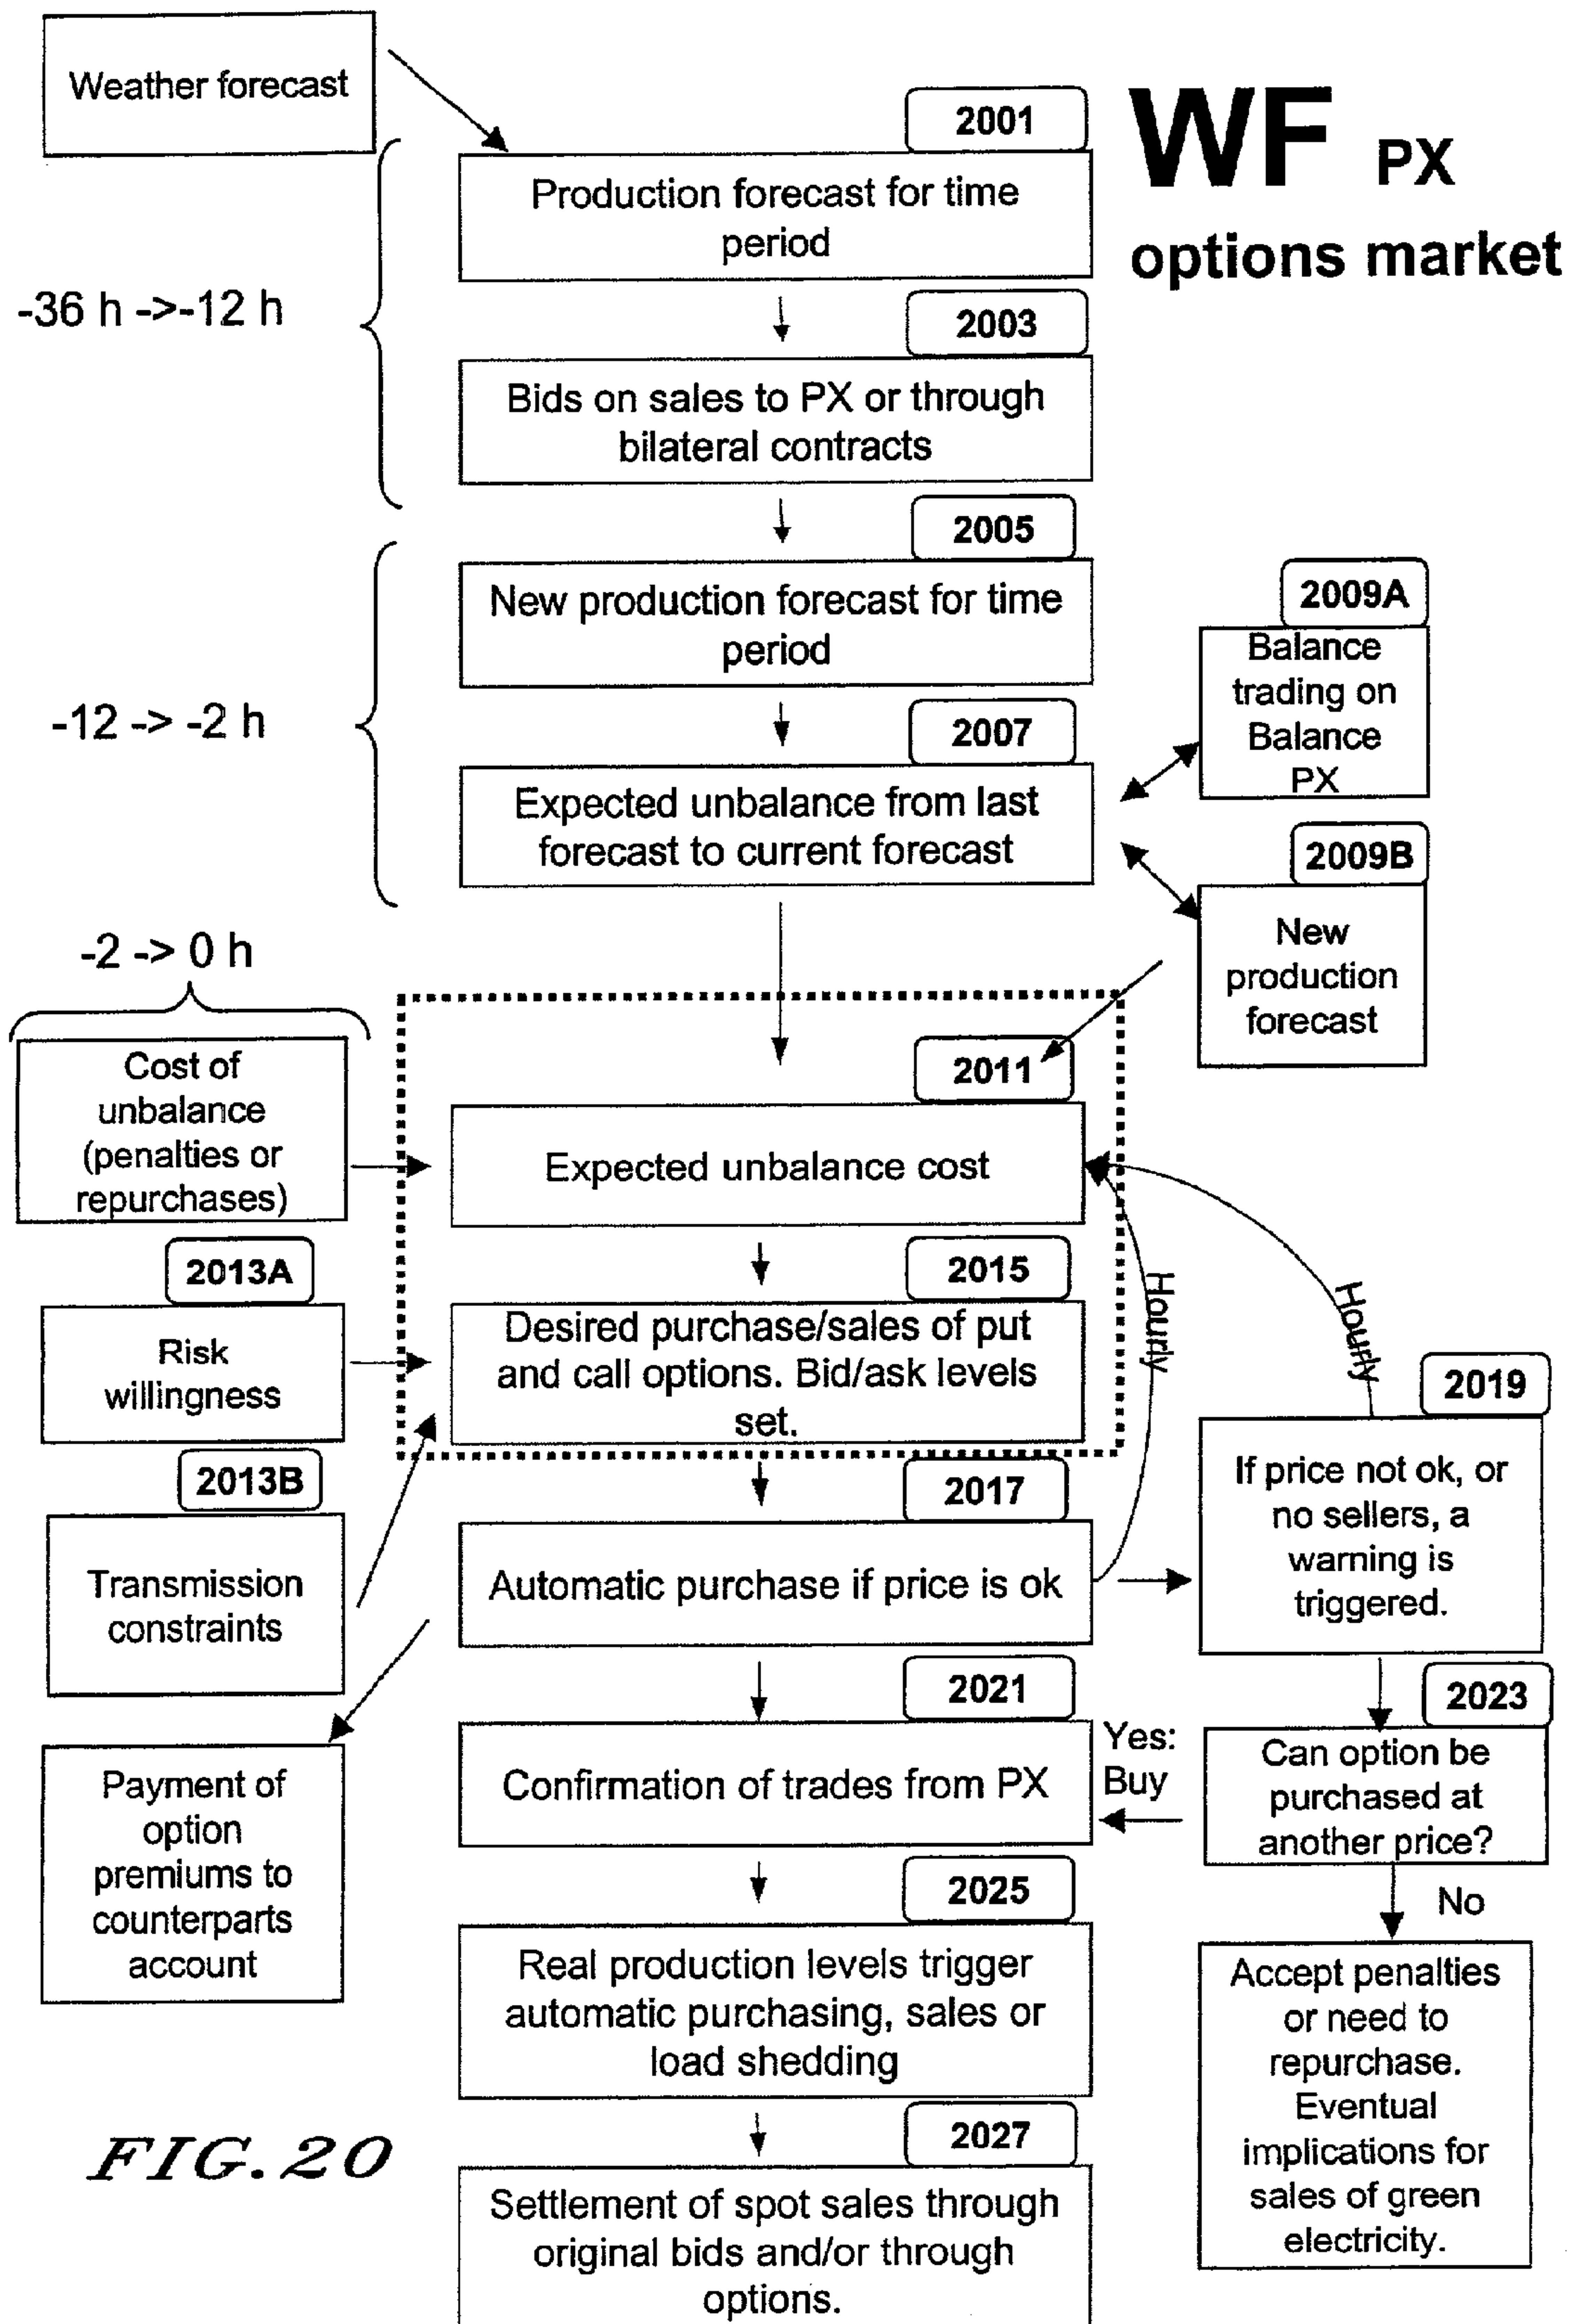 Weather forecast
WF PX
options market
2001
Production forecast for time
period
-36 h ->-12 h
2003
Bids on sales to PX or through
bilateral contracts
2005
New production forecast for time
period
-12 -> -2 h
2007
Expected unbalance from last
forecast to current forecast
2009A
Balance
trading on
Balance
PX
2009B
New
production
forecast
-2 -> 0 h
Cost of
unbalance
(penalties or
repurchases)
2011
Expected unbalance cost
2013A
Risk
willingness
2015
Desired purchase/sales of put
and call options. Bid/ask levels
set.
Hourly
Hourly
2013B
Transmission
constraints
2017
Automatic purchase if price is ok
2019
If price not ok, or
no sellers, a
warning is
triggered.
Payment of
option
premiums to
counterparts
account
2021
Confirmation of trades from PX
Yes:
Buy
2023
Can option be
purchased at
another price?
No
2025
Real production levels trigger
automatic purchasing, sales or
load shedding
Accept penalties
or need to
repurchase.
Eventual
implications for
sales of green
electricity.
2027
Settlement of spot sales through
original bids and/or through
options.
FIG. 20